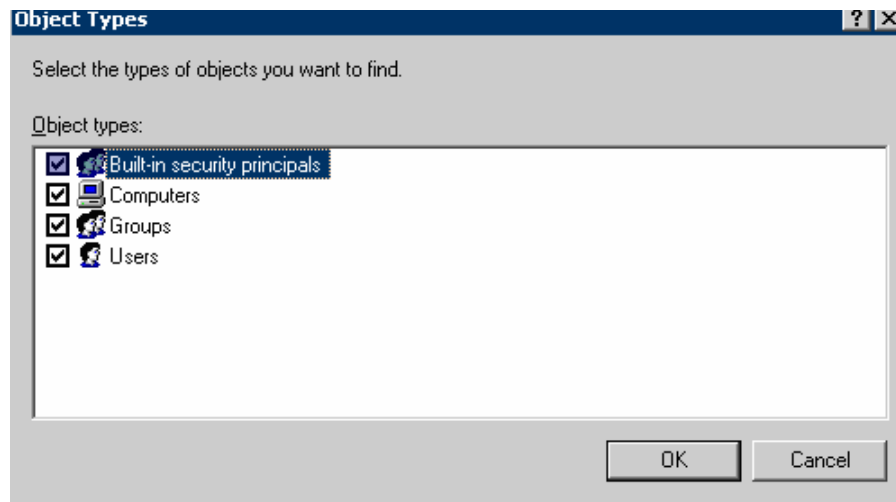 Object Types
Select the types of objects you want to find.
Object types:
Built-in security principals
Computers
Groups
Users
OK
Cancel